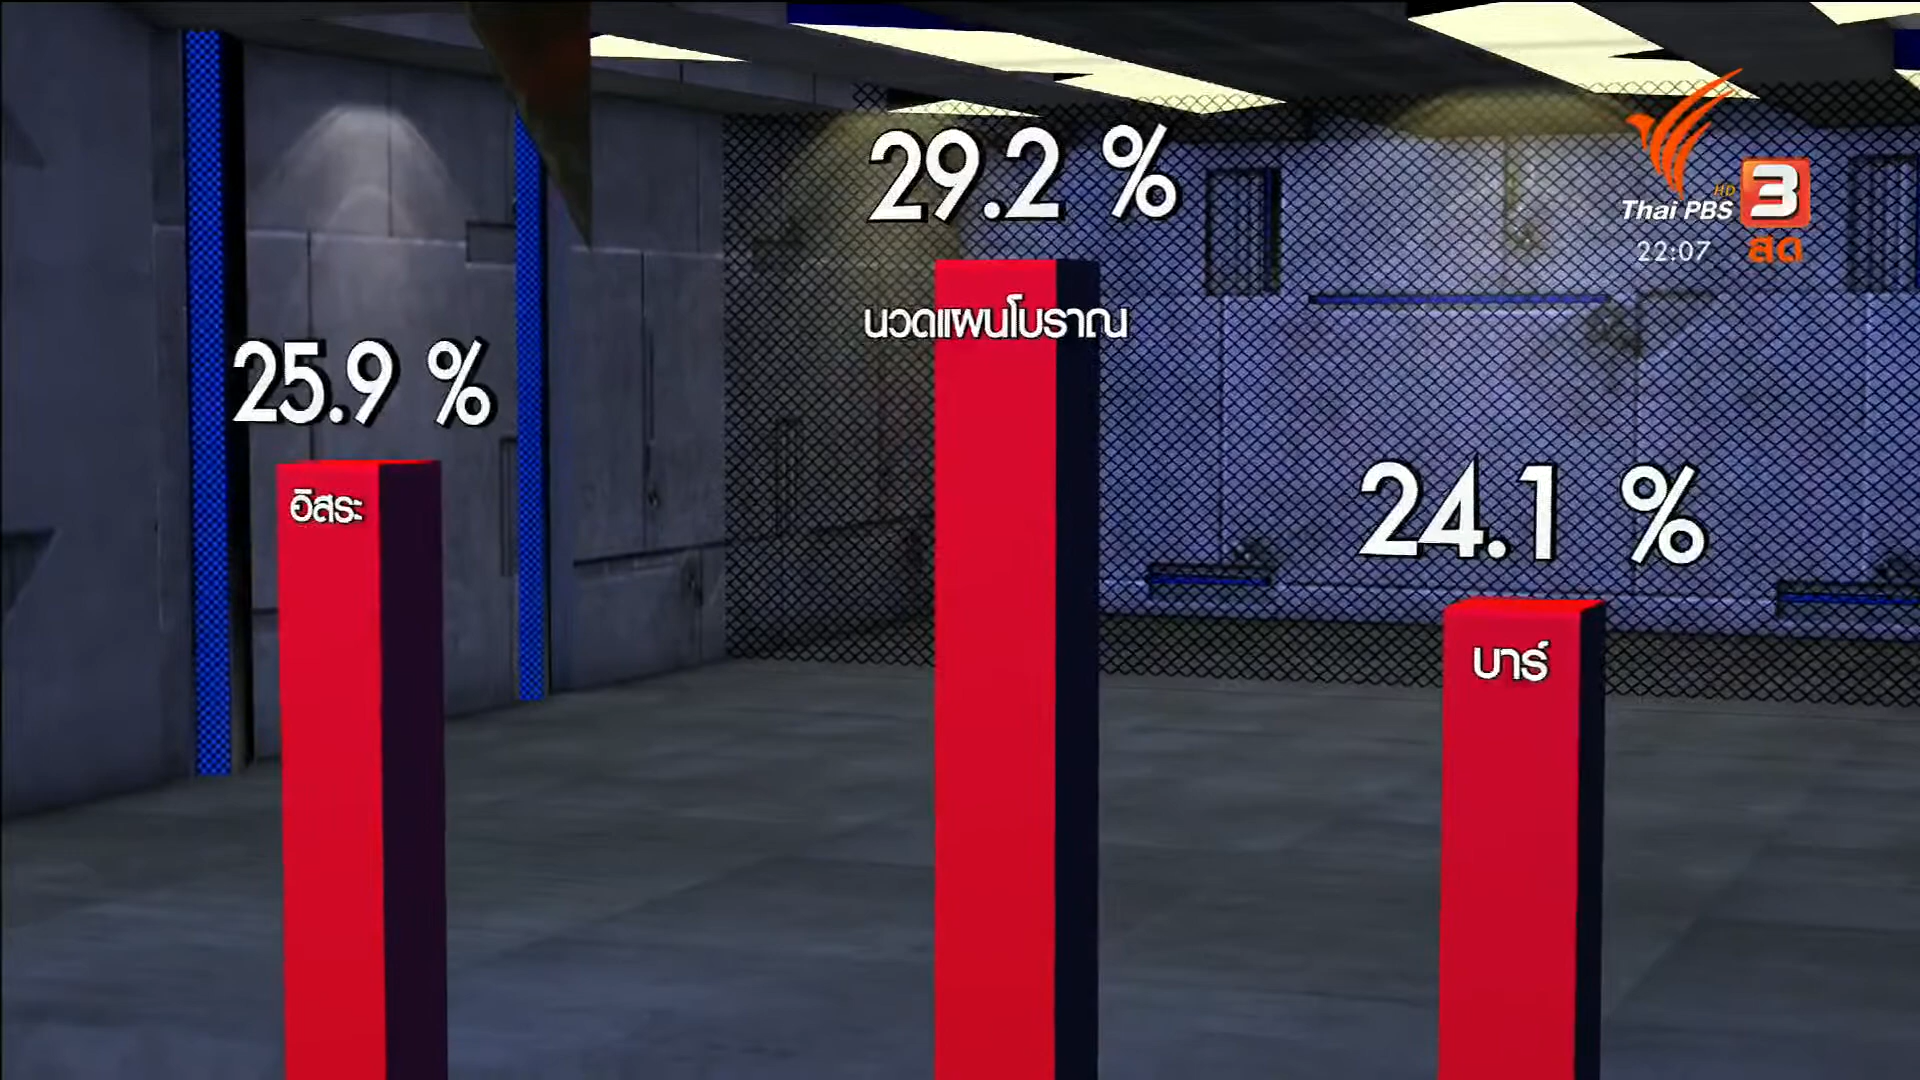 29.2 %
นวดแผนโบราณ
25.9 %
อิสระ
24.1 %
บาร์
Thai PBS
HD
3
22:07
สด